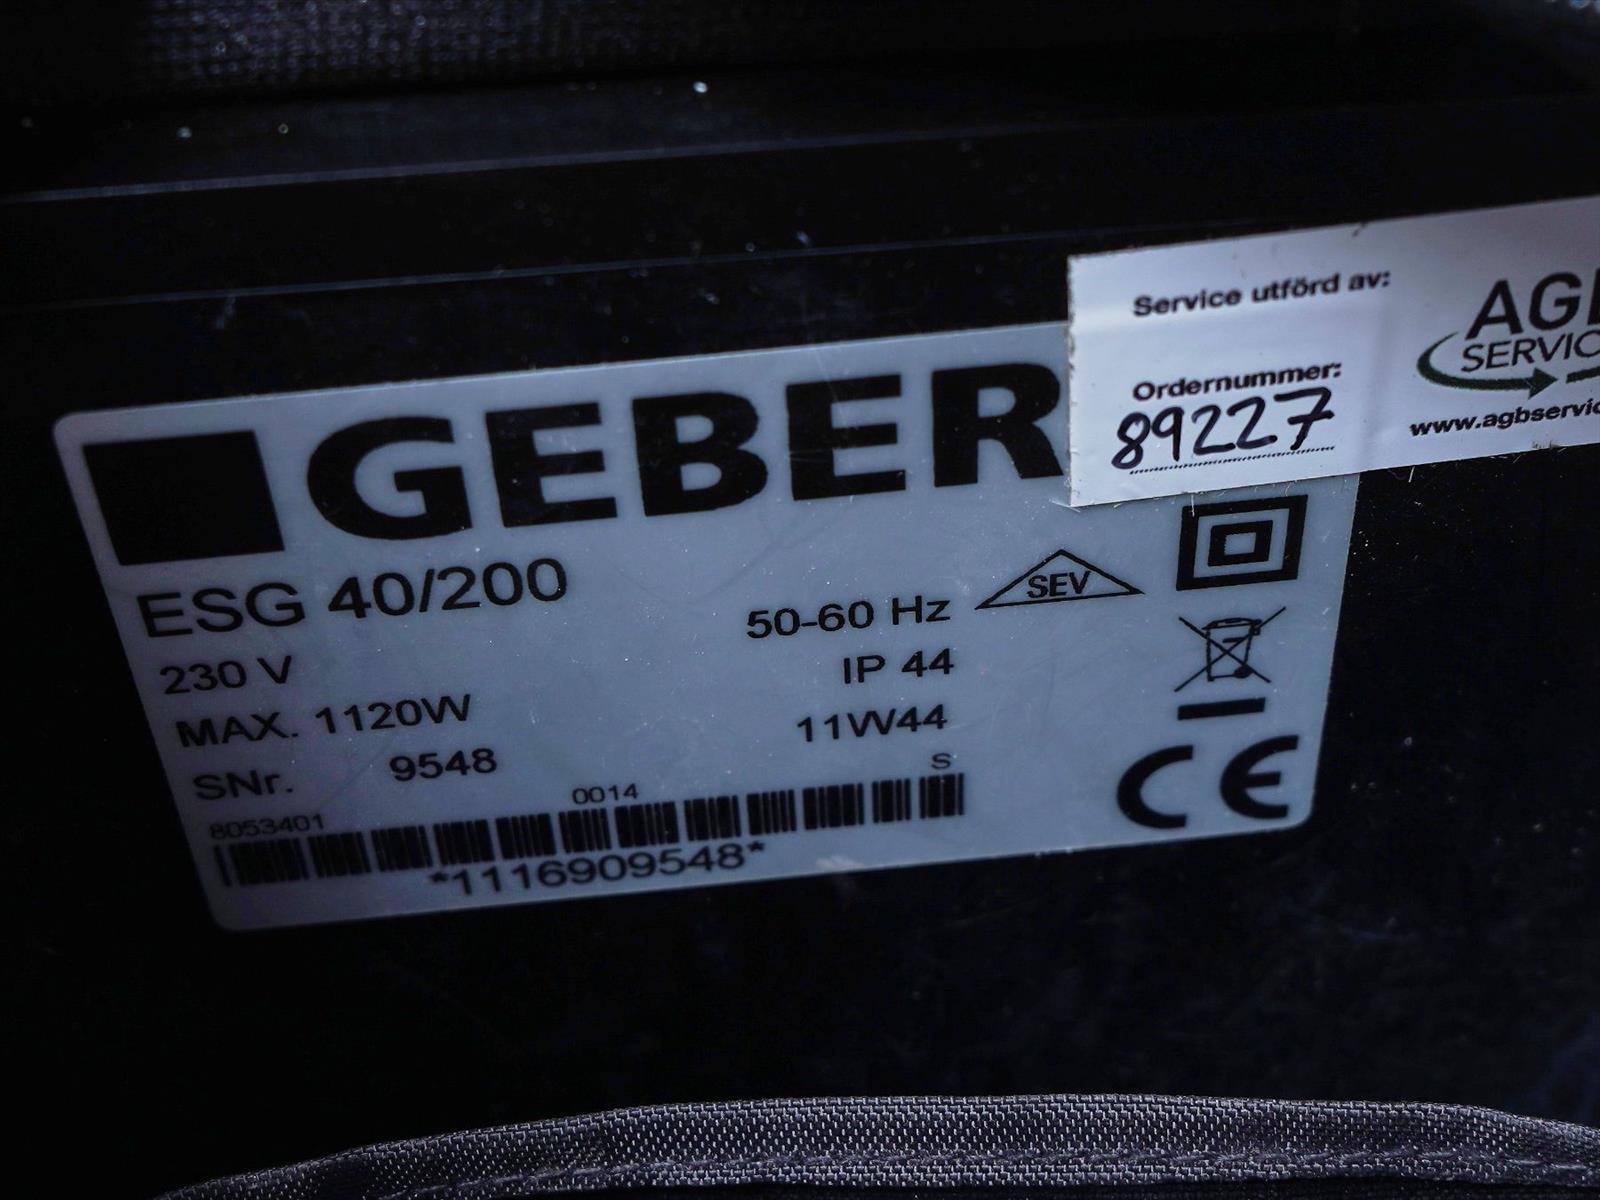 Service utförd av:
SERVIC
Ordernummer:
89227
www.agbservic
GEBER
ESG 40/200
50-60 Hz
SEV
230 V
IP 44
MAX. 1120W
11W44
SNr. 9548
S
0014
8053401
*1116909548*
CE